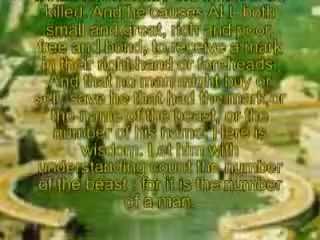 killed. And he causes ALL both
small and great, rich and poor,
free and bond, to receive a mark
in their right hand or foreheads.
And that no man might buy or
sell, save he that had the mark or
the name of the beast, or the
number of his name. Here is
wisdom. Let him with
understanding count the number
of the beast : for it is the number
of a man.